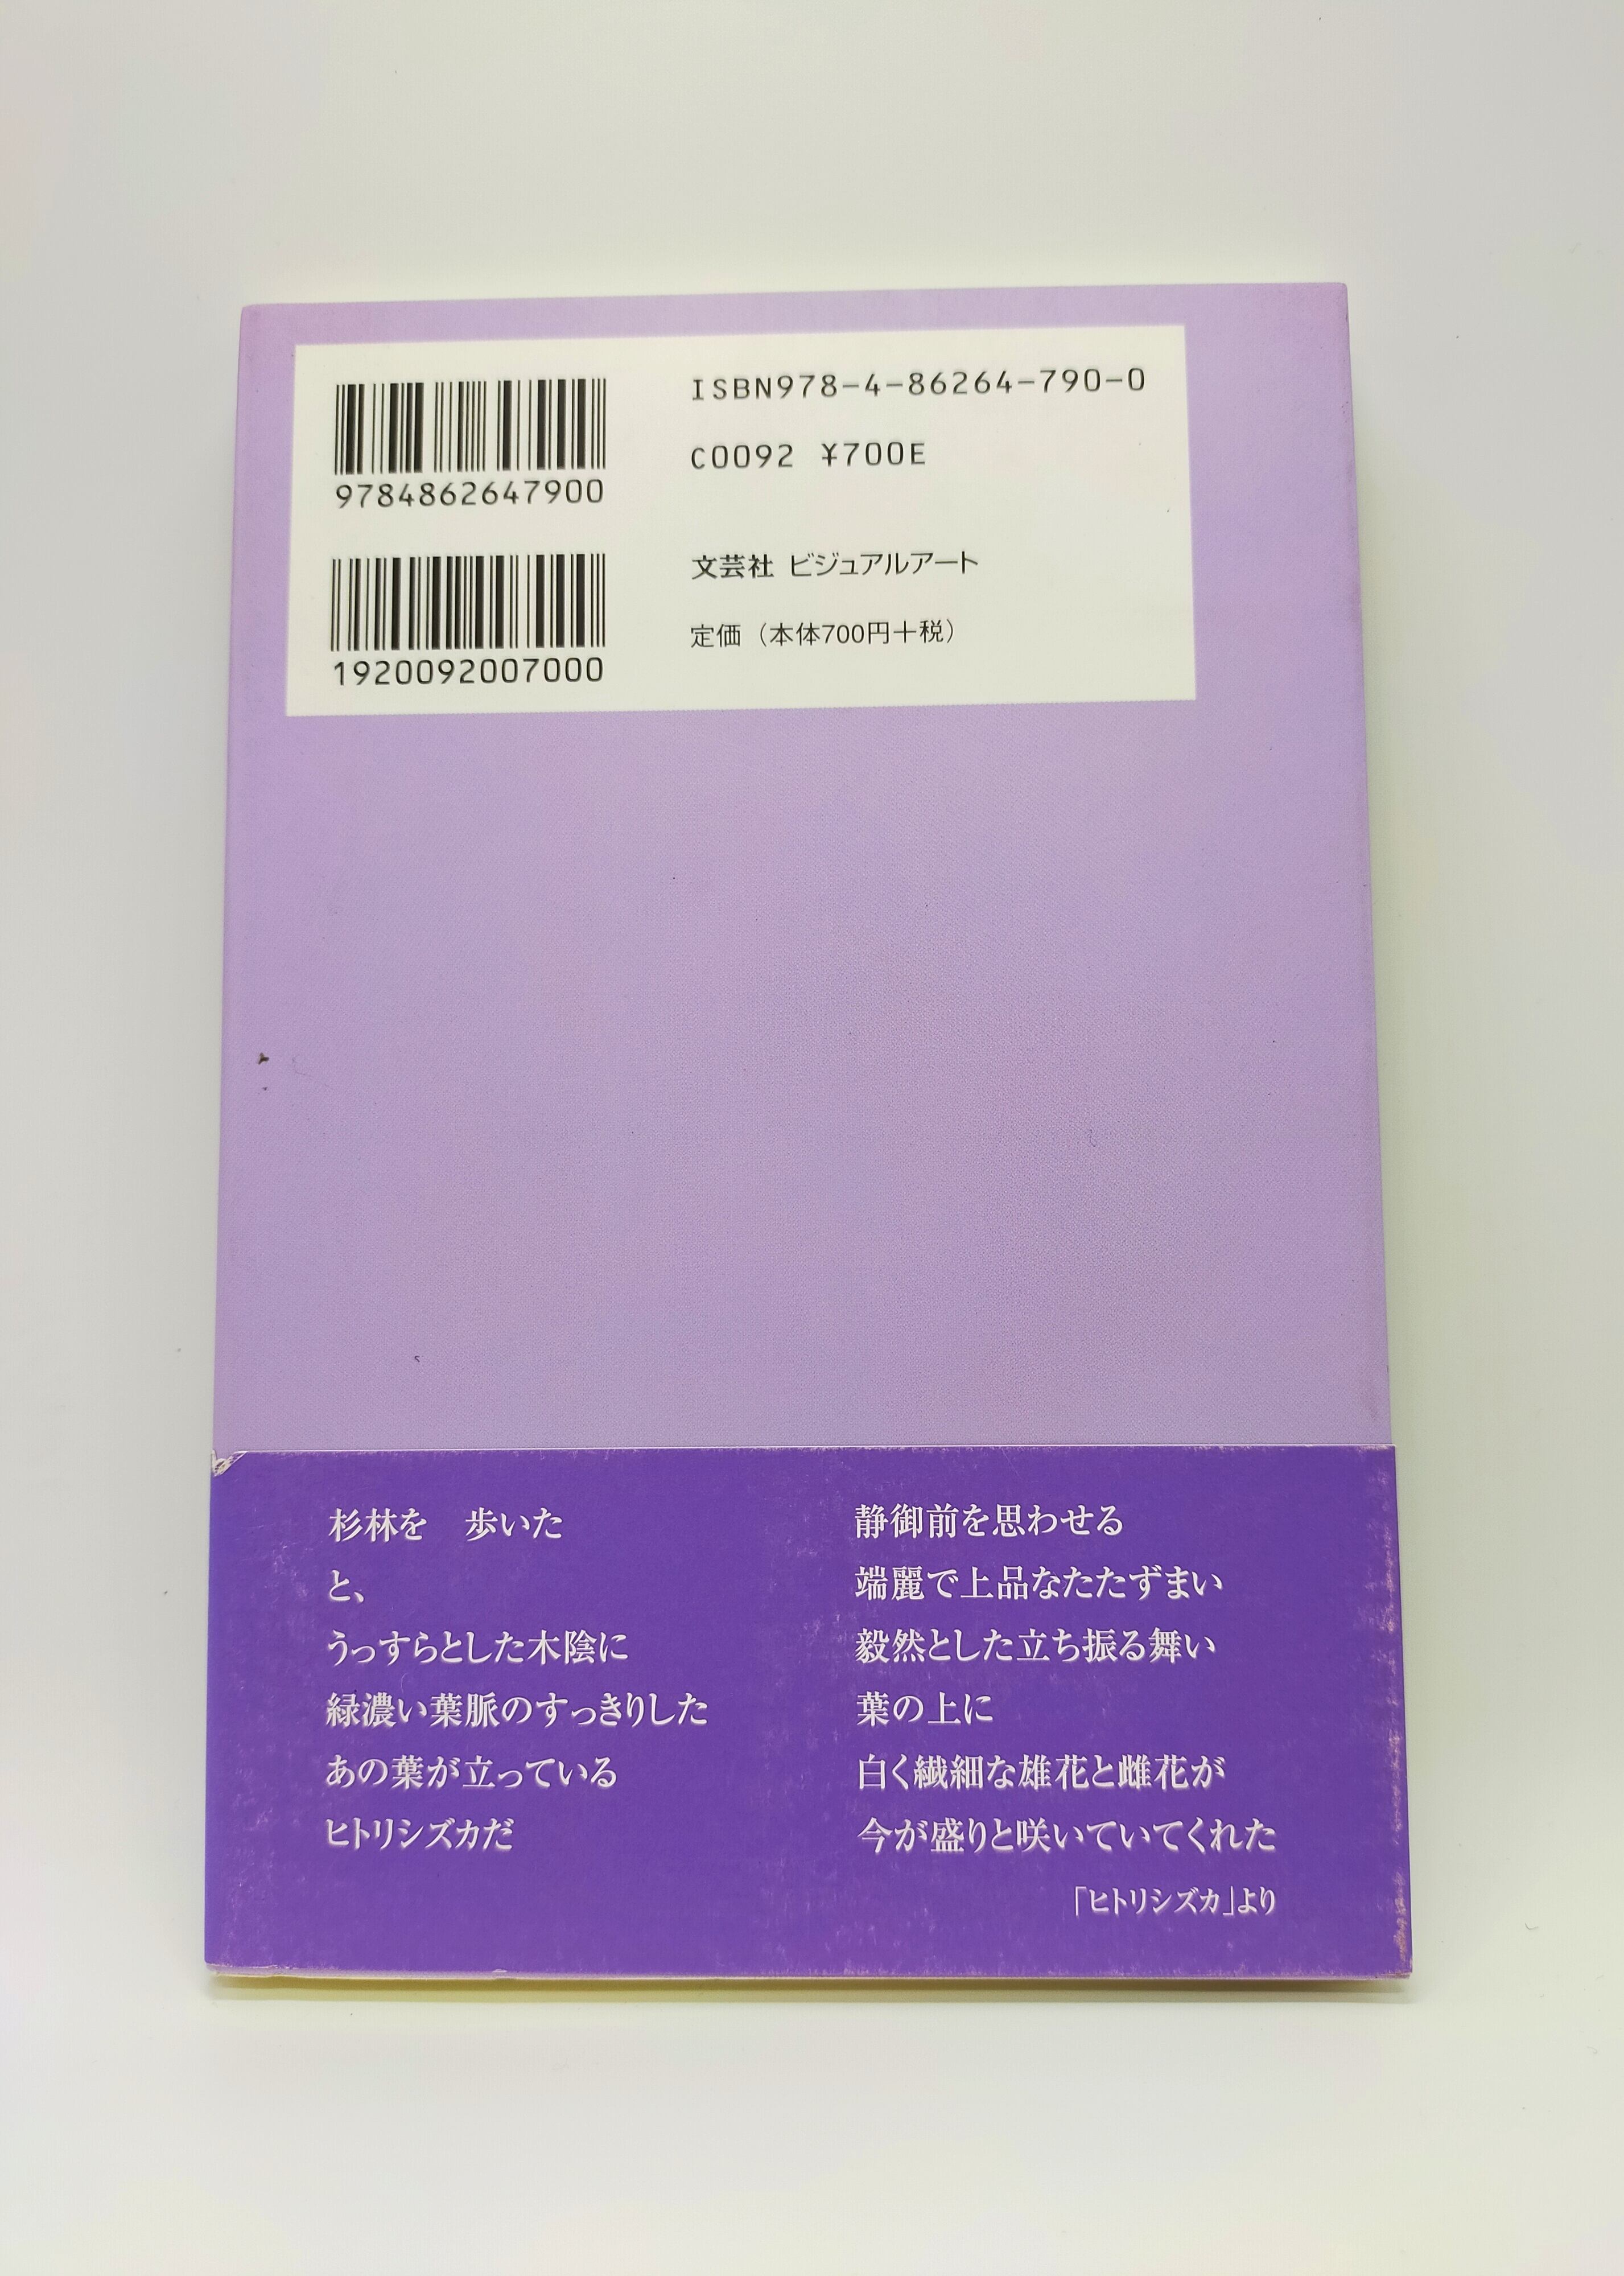 ISBN978-4-86264-790-0
C0092 ¥700E
9784862647900
文芸社 ビジュアルアート
定価（本体700円＋税）
1920092007000
杉林を　歩いた
と、
うっすらとした木陰に
緑濃い葉脈のすっきりした
あの葉が立っている
ヒトリシズカだ
静御前を思わせる
端麗で上品なたたずまい
毅然とした立ち振る舞い
葉の上に
白く繊細な雄花と雌花が
今が盛りと咲いていてくれた
「ヒトリシズカ」より